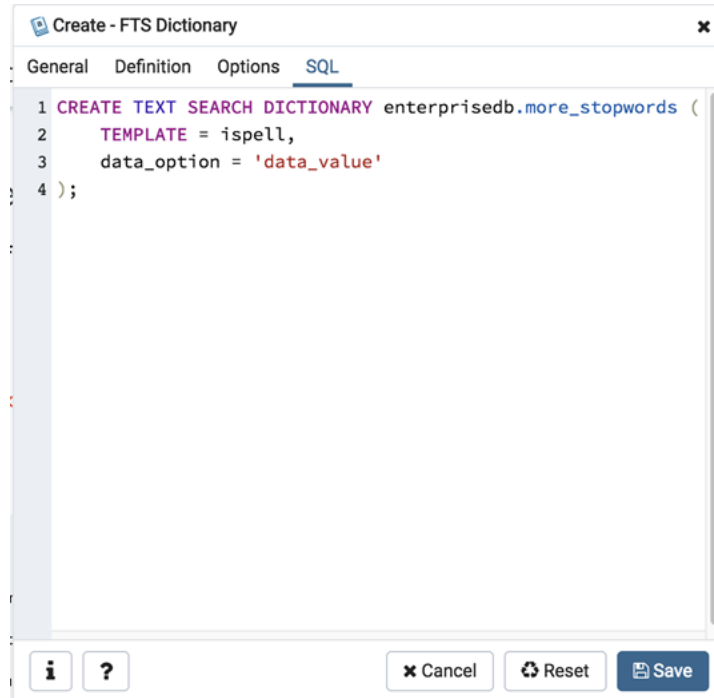 Create - FTS Dictionary
General Definition Options SQL
1 CREATE TEXT SEARCH DICTIONARY enterprisedb.more_stopwords (
2 TEMPLATE = ispell,
3 data_option = 'data_value'
4 );
i ? Cancel Reset Save